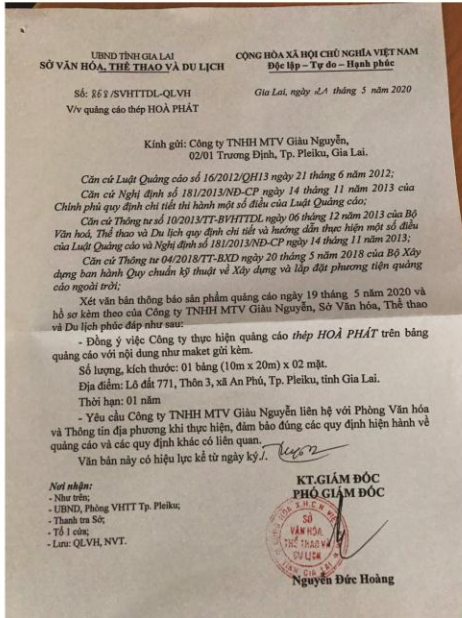 UBND TỈNH GIA LAI
SỞ VĂN HÓA, THỂ THAO VÀ DU LỊCH
CỘNG HÒA XÃ HỘI CHỦ NGHĨA VIỆT NAM
Độc lập – Tự do – Hạnh phúc
Số: 868/SVHTTDL-QLVH
V/v quảng cáo thép HOÀ PHÁT
Gia Lai, ngày 21 tháng 5 năm 2020
Kính gửi: Công ty TNHH MTV Giàu Nguyễn,
02/01 Trương Định, Tp. Pleiku, Gia Lai.
Căn cứ Luật Quảng cáo số 16/2012/QH13 ngày 21 tháng 6 năm 2012;
Căn cứ Nghị định số 181/2013/NĐ-CP ngày 14 tháng 11 năm 2013 của
Chính phủ quy định chi tiết thi hành một số điều của Luật Quảng cáo;
Căn cứ Thông tư số 10/2013/TT-BVHTTDL ngày 06 tháng 12 năm 2013 của Bộ
Văn hoá, Thể thao và Du lịch quy định chi tiết và hướng dẫn thực hiện một số điều
của Luật Quảng cáo và Nghị định số 181/2013/NĐ-CP ngày 14 tháng 11 năm 2013;
Căn cứ Thông tư 04/2018/TT-BXD ngày 20 tháng 5 năm 2018 của Bộ Xây
dựng ban hành Quy chuẩn kỹ thuật về Xây dựng và lắp đặt phương tiện quảng
cáo ngoài trời;
Xét văn bản thông báo sản phẩm quảng cáo ngày 19 tháng 5 năm 2020 và
hồ sơ kèm theo của Công ty TNHH MTV Giàu Nguyễn, Sở Văn hóa, Thể thao
và Du lịch phúc đáp như sau:
- Đồng ý việc Công ty thực hiện quảng cáo thép HOÀ PHÁT trên bảng
quảng cáo với nội dung như maket gửi kèm.
Số lượng, kích thước: 01 bảng (10m x 20m) x 02 mặt.
Địa điểm: Lô đất 771, Thôn 3, xã An Phú, Tp. Pleiku, tỉnh Gia Lai.
Thời hạn: 01 năm
- Yêu cầu Công ty TNHH MTV Giàu Nguyễn liên hệ với Phòng Văn hóa
và Thông tin địa phương khi thực hiện, đảm bảo đúng các quy định hiện hành về
quảng cáo và các quy định khác có liên quan.
Văn bản này có hiệu lực kể từ ngày ký./.
Nơi nhận:
- Như trên;
- UBND, Phòng VHTT Tp. Pleiku;
- Thanh tra Sở;
- Tổ 1 cửa;
- Lưu: QLVH, NVT.
KT.GIÁM ĐỐC
PHÓ GIÁM ĐỐC
SỞ
VĂN HÓA,
THỂ THAO VÀ
DU LỊCH
TỈNH GIA LAI
Nguyễn Đức Hoàng